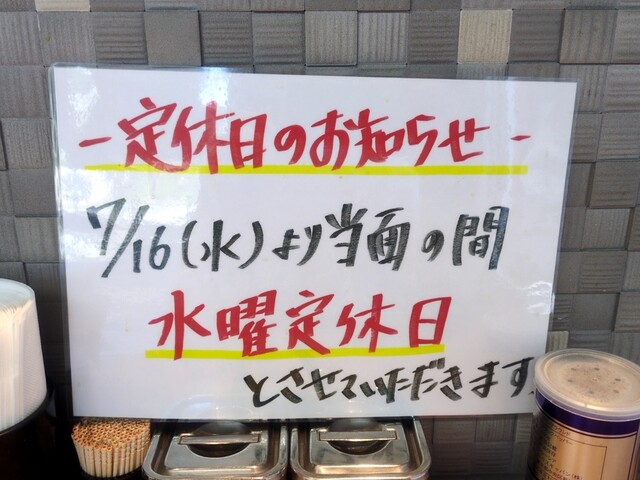 -定休日のお知らせ-
7/16(水)より当面の間
水曜定休日
とさせていただきます。